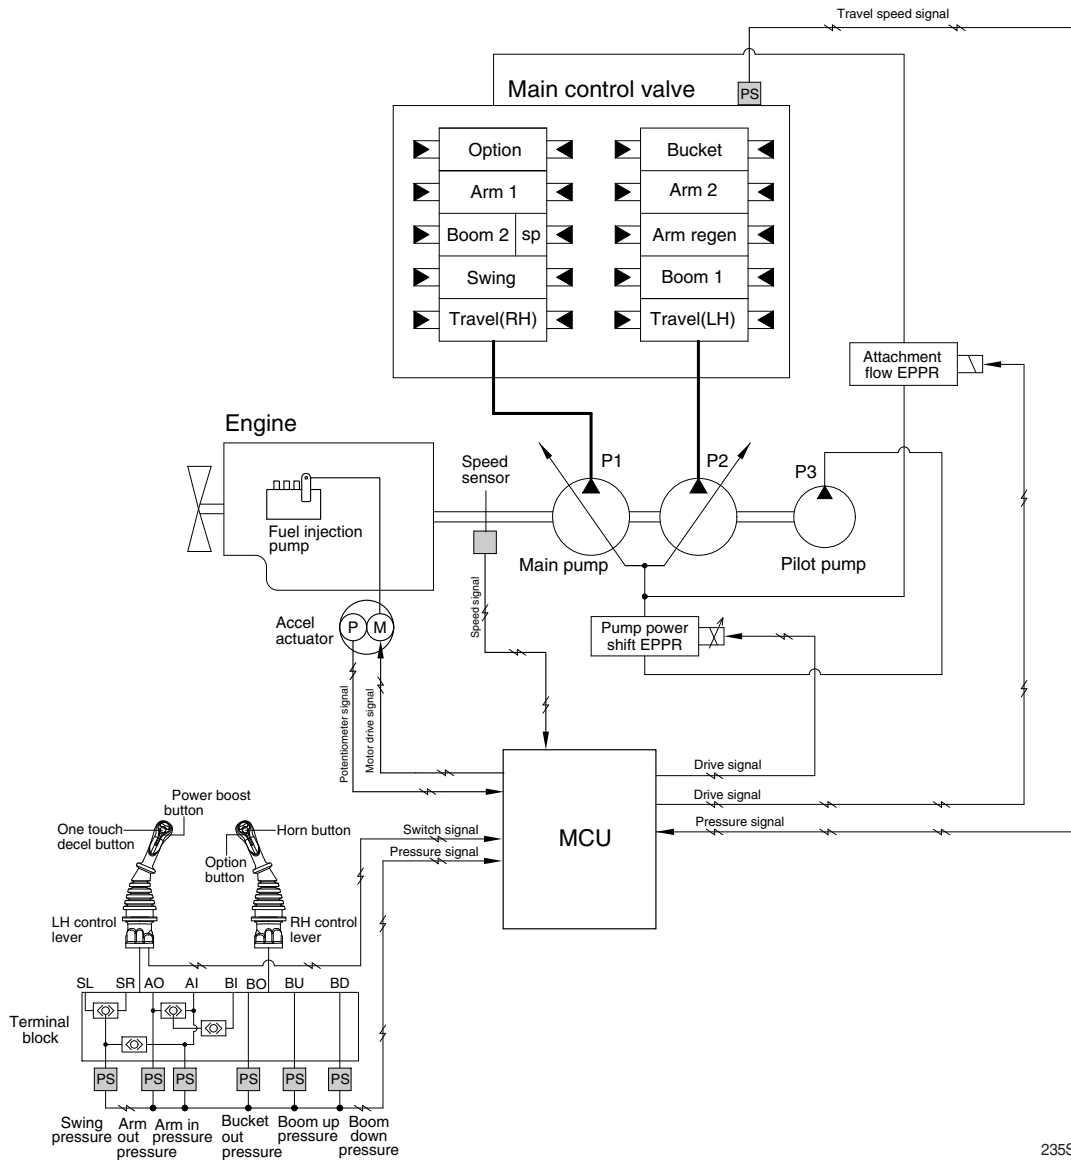 Travel speed signal
Main control valve
PS
Option
Bucket
Arm 1
Arm 2
Boom 2
sp
Arm regen
Swing
Boom 1
Travel(RH)
Travel(LH)
Attachment
flow EPPR
Engine
Speed
sensor
P1
P2
P3
Fuel injection
pump
Main pump
Pilot pump
Accel
actuator
P
M
Speed signal
Pump power
shift EPPR
Potentiometer signal
Motor drive signal
Drive signal
Drive signal
Pressure signal
MCU
Switch signal
Pressure signal
Power boost
button
One touch
decel button
Horn button
Option
button
LH control
lever
RH control
lever
SL
SR
AO
AI
BI
BO
BU
BD
Terminal
block
PS
PS
PS
PS
PS
PS
Swing
pressure
Arm
out
pressure
Arm in
pressure
Bucket
out
pressure
Boom up
pressure
Boom
down
pressure
235S